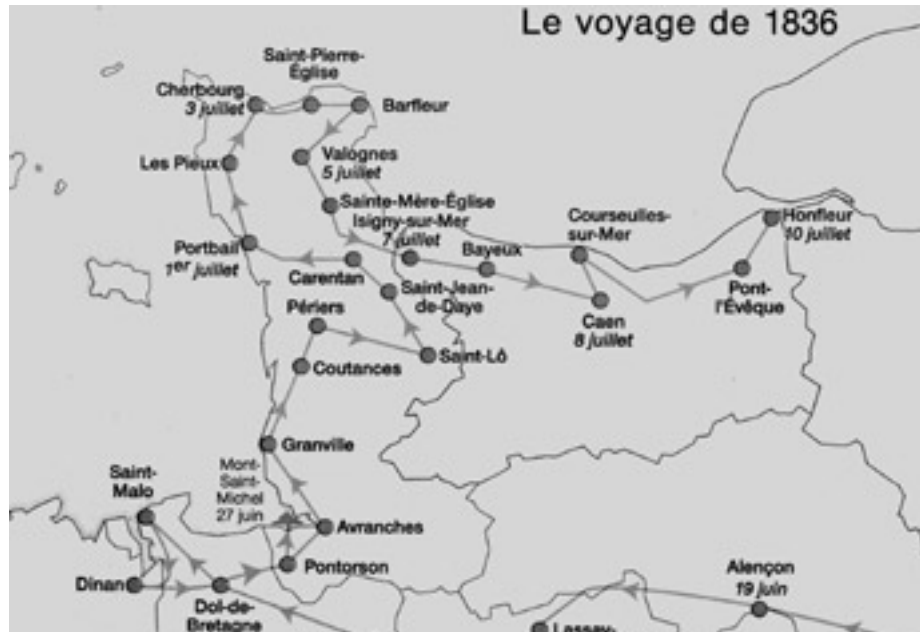 Le voyage de 1836
Saint-Pierre-
Église
Cherbourg
3 juillet
Barfleur
Les Pieux
Valognes
5 juillet
Sainte-Mère-Église
Isigny-sur-Mer
7 juillet
Courseulles-
sur-Mer
Honfleur
10 juillet
Portbail
1er juillet
Carentan
Bayeux
Saint-Jean-
de-Daye
Pont-
l'Évêque
Caen
8 juillet
Périers
Saint-Lô
Coutances
Granville
Mont-
Saint-
Michel
27 juin
Saint-
Malo
Avranches
Pontorson
Dinan
Dol-de-
Bretagne
Alençon
19 juin
Lassay-